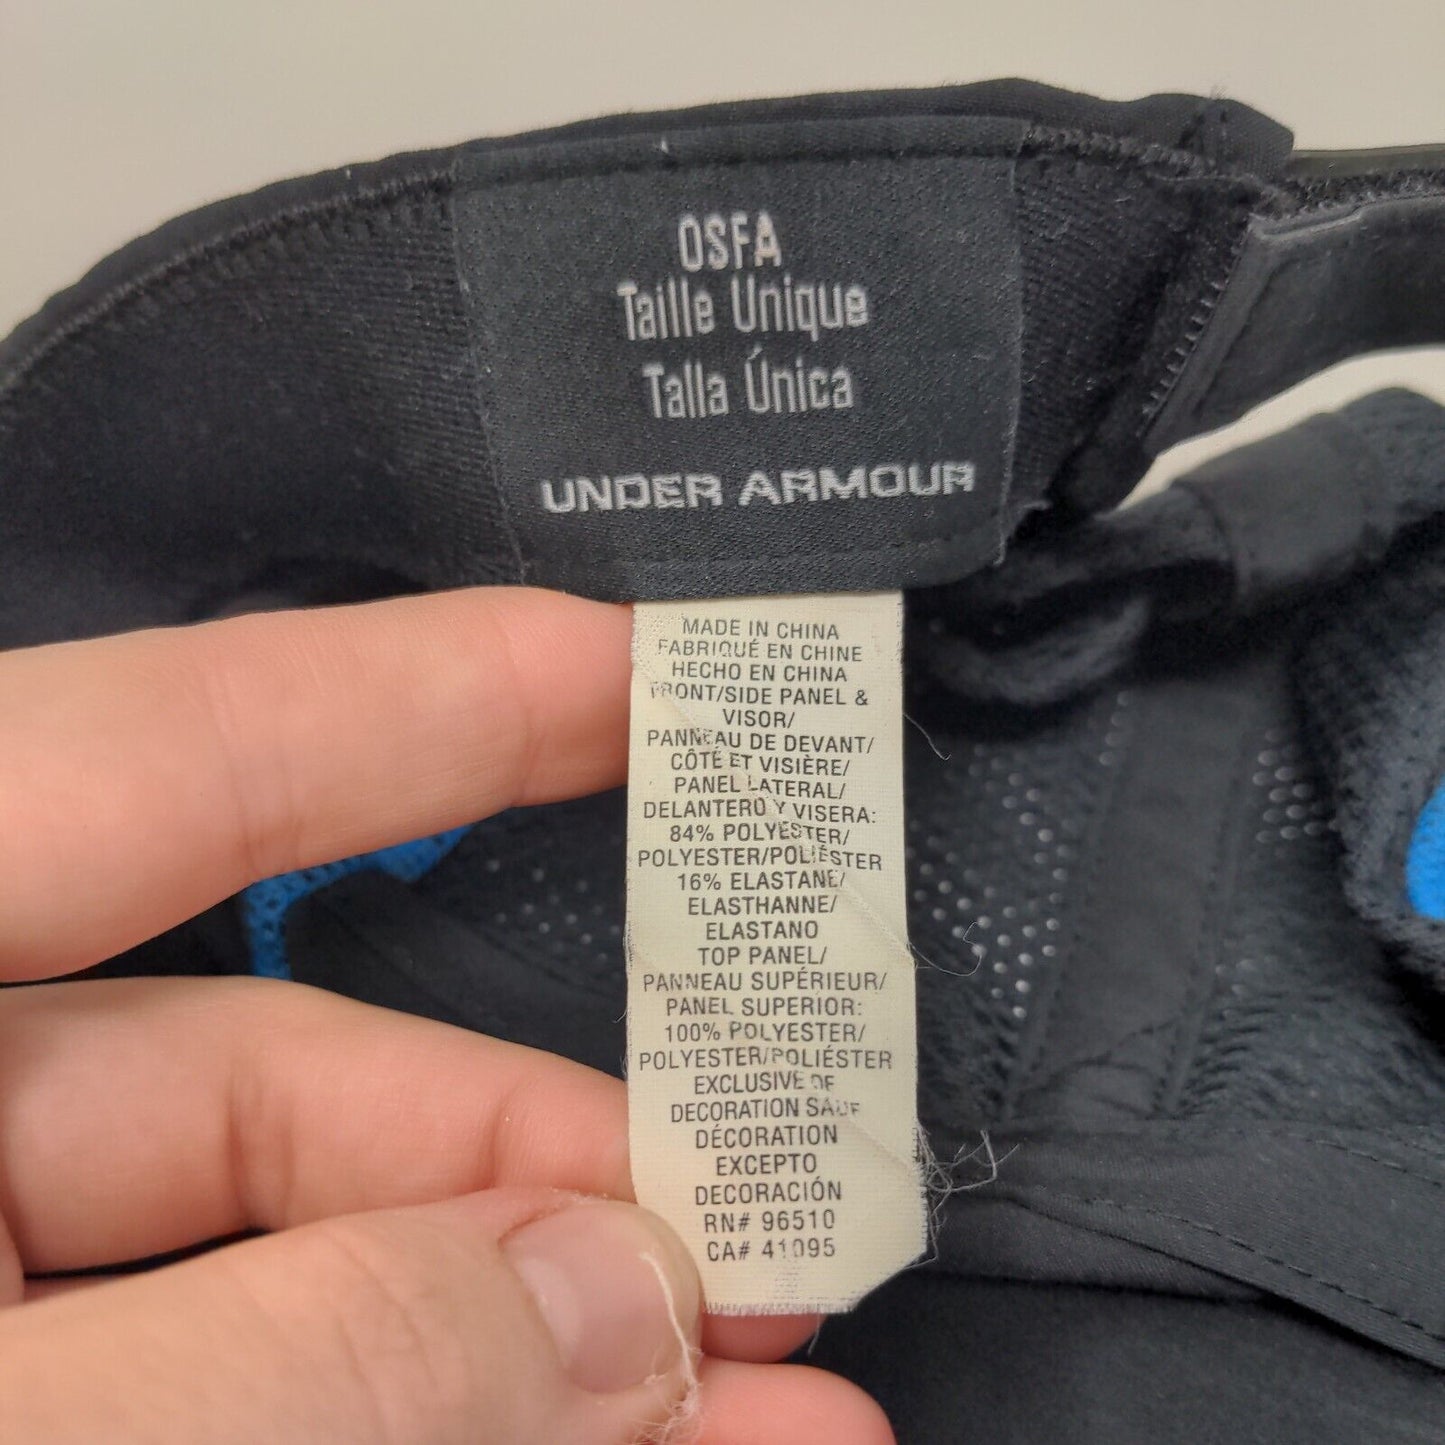 OSFA
Taille Unique
Talla Única
UNDER ARMOUR
MADE IN CHINA
FABRIQUÉ EN CHINE
HECHO EN CHINA
FRONT/SIDE PANEL &
VISOR/
PANNEAU DE DEVANT/
CÔTÉ ET VISIÈRE/
PANEL LATERAL/
DELANTERO Y VISERA:
84% POLYESTER/
POLYESTER/POLIÉSTER
16% ELASTANE/
ELASTHANNE/
ELASTANO
TOP PANEL/
PANNEAU SUPÉRIEUR/
PANEL SUPERIOR:
100% POLYESTER/
POLYESTER/POLIÉSTER
EXCLUSIVE OF
DECORATION SAUF
DÉCORATION
EXCEPTO
DECORACIÓN
RN# 96510
CA# 41095